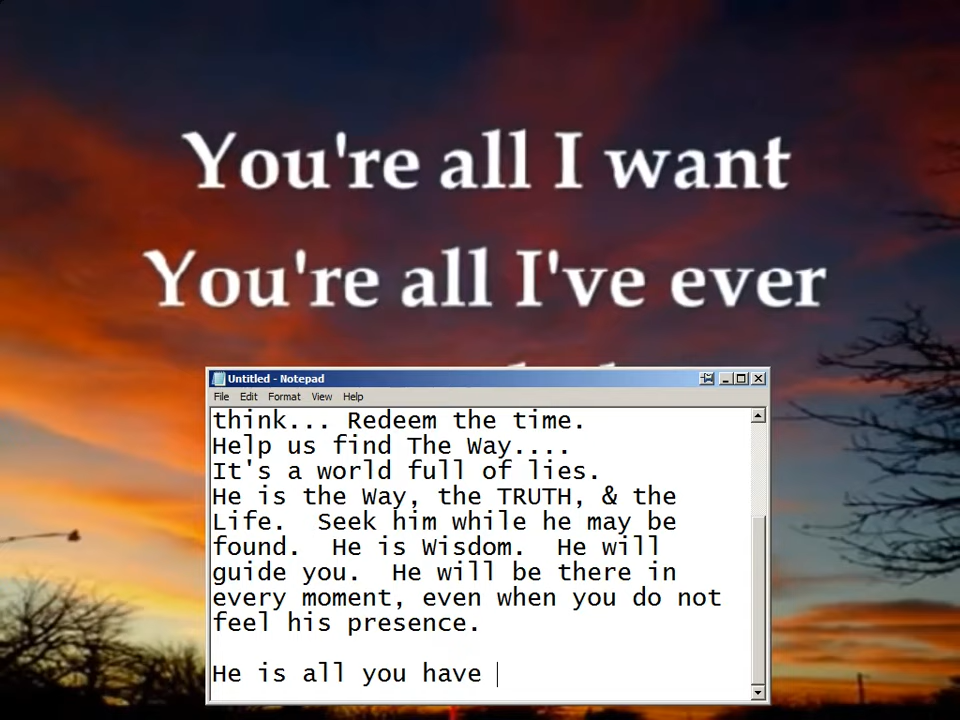 You're all I want
You're all I've ever
Untitled - Notepad
File Edit Format View Help
think... Redeem the time.
Help us find The Way....
It's a world full of lies.
He is the Way, the TRUTH, & the
Life.  Seek him while he may be
found.  He is Wisdom.  He will
guide you.  He will be there in
every moment, even when you do not
feel his presence.
He is all you have